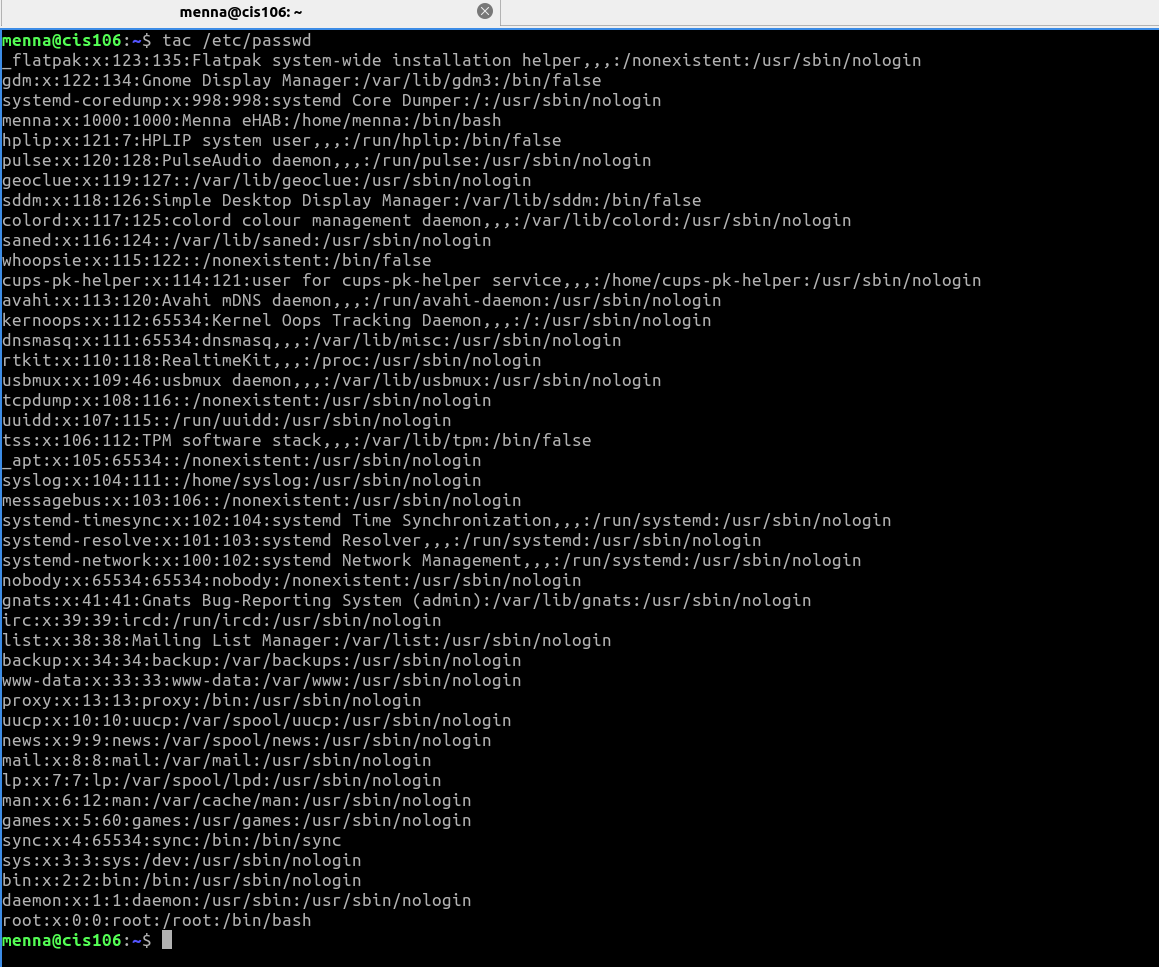 menna@cis106: ~
menna@cis106:~$ tac /etc/passwd
_flatpak:x:123:135:Flatpak system-wide installation helper,,,:/nonexistent:/usr/sbin/nologin
gdm:x:122:134:Gnome Display Manager:/var/lib/gdm3:/bin/false
systemd-coredump:x:998:998:systemd Core Dumper:/:/usr/sbin/nologin
menna:x:1000:1000:Menna eHAB:/home/menna:/bin/bash
hplip:x:121:7:HPLIP system user,,,:/run/hplip:/bin/false
pulse:x:120:128:PulseAudio daemon,,,:/run/pulse:/usr/sbin/nologin
geoclue:x:119:127::/var/lib/geoclue:/usr/sbin/nologin
sddm:x:118:126:Simple Desktop Display Manager:/var/lib/sddm:/bin/false
colord:x:117:125:colord colour management daemon,,,:/var/lib/colord:/usr/sbin/nologin
saned:x:116:124::/var/lib/saned:/usr/sbin/nologin
whoopsie:x:115:122::/nonexistent:/bin/false
cups-pk-helper:x:114:121:user for cups-pk-helper service,,,:/home/cups-pk-helper:/usr/sbin/nologin
avahi:x:113:120:Avahi mDNS daemon,,,:/run/avahi-daemon:/usr/sbin/nologin
kernoops:x:112:65534:Kernel Oops Tracking Daemon,,,:/:/usr/sbin/nologin
dnsmasq:x:111:65534:dnsmasq,,,:/var/lib/misc:/usr/sbin/nologin
rtkit:x:110:118:RealtimeKit,,,:/proc:/usr/sbin/nologin
usbmux:x:109:46:usbmux daemon,,,:/var/lib/usbmux:/usr/sbin/nologin
tcpdump:x:108:116::/nonexistent:/usr/sbin/nologin
uuidd:x:107:115::/run/uuidd:/usr/sbin/nologin
tss:x:106:112:TPM software stack,,,:/var/lib/tpm:/bin/false
_apt:x:105:65534::/nonexistent:/usr/sbin/nologin
syslog:x:104:111::/home/syslog:/usr/sbin/nologin
messagebus:x:103:106::/nonexistent:/usr/sbin/nologin
systemd-timesync:x:102:104:systemd Time Synchronization,,,:/run/systemd:/usr/sbin/nologin
systemd-resolve:x:101:103:systemd Resolver,,,:/run/systemd:/usr/sbin/nologin
systemd-network:x:100:102:systemd Network Management,,,:/run/systemd:/usr/sbin/nologin
nobody:x:65534:65534:nobody:/nonexistent:/usr/sbin/nologin
gnats:x:41:41:Gnats Bug-Reporting System (admin):/var/lib/gnats:/usr/sbin/nologin
irc:x:39:39:ircd:/run/ircd:/usr/sbin/nologin
list:x:38:38:Mailing List Manager:/var/list:/usr/sbin/nologin
backup:x:34:34:backup:/var/backups:/usr/sbin/nologin
www-data:x:33:33:www-data:/var/www:/usr/sbin/nologin
proxy:x:13:13:proxy:/bin:/usr/sbin/nologin
uucp:x:10:10:uucp:/var/spool/uucp:/usr/sbin/nologin
news:x:9:9:news:/var/spool/news:/usr/sbin/nologin
mail:x:8:8:mail:/var/mail:/usr/sbin/nologin
lp:x:7:7:lp:/var/spool/lpd:/usr/sbin/nologin
man:x:6:12:man:/var/cache/man:/usr/sbin/nologin
games:x:5:60:games:/usr/games:/usr/sbin/nologin
sync:x:4:65534:sync:/bin:/bin/sync
sys:x:3:3:sys:/dev:/usr/sbin/nologin
bin:x:2:2:bin:/bin:/usr/sbin/nologin
daemon:x:1:1:daemon:/usr/sbin:/usr/sbin/nologin
root:x:0:0:root:/root:/bin/bash
menna@cis106:~$